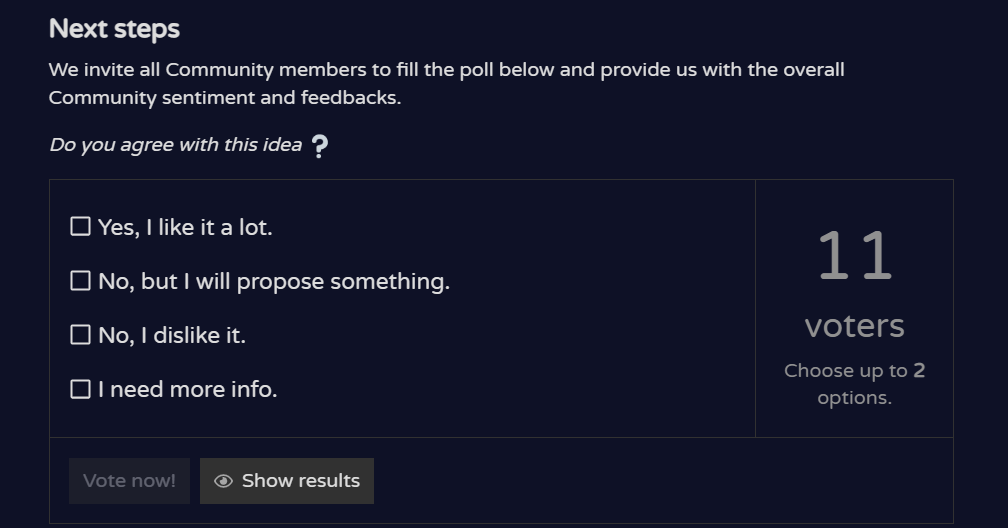 Next steps
We invite all Community members to fill the poll below and provide us with the overall
Community sentiment and feedbacks.
Do you agree with this idea ?
Yes, I like it a lot.
No, but I will propose something.
No, I dislike it.
I need more info.
11
voters
Choose up to 2
options.
Vote now!
Show results